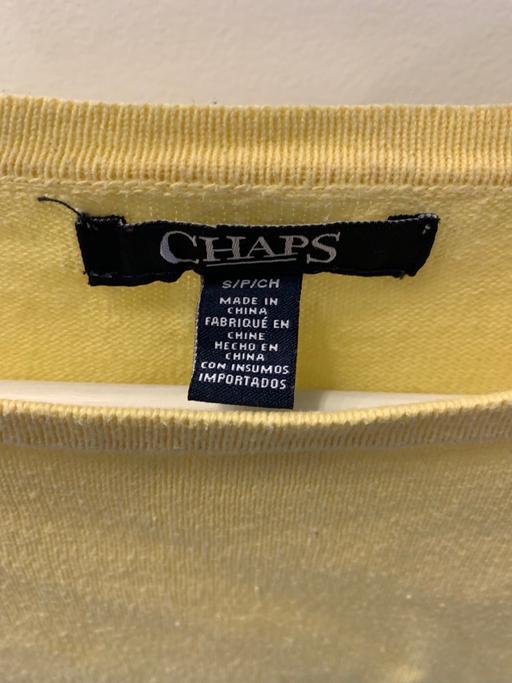 CHAPS
S/P/CH
MADE IN
CHINA
FABRIQUÉ EN
CHINE
HECHO EN
CHINA
CON INSUMOS
IMPORTADOS